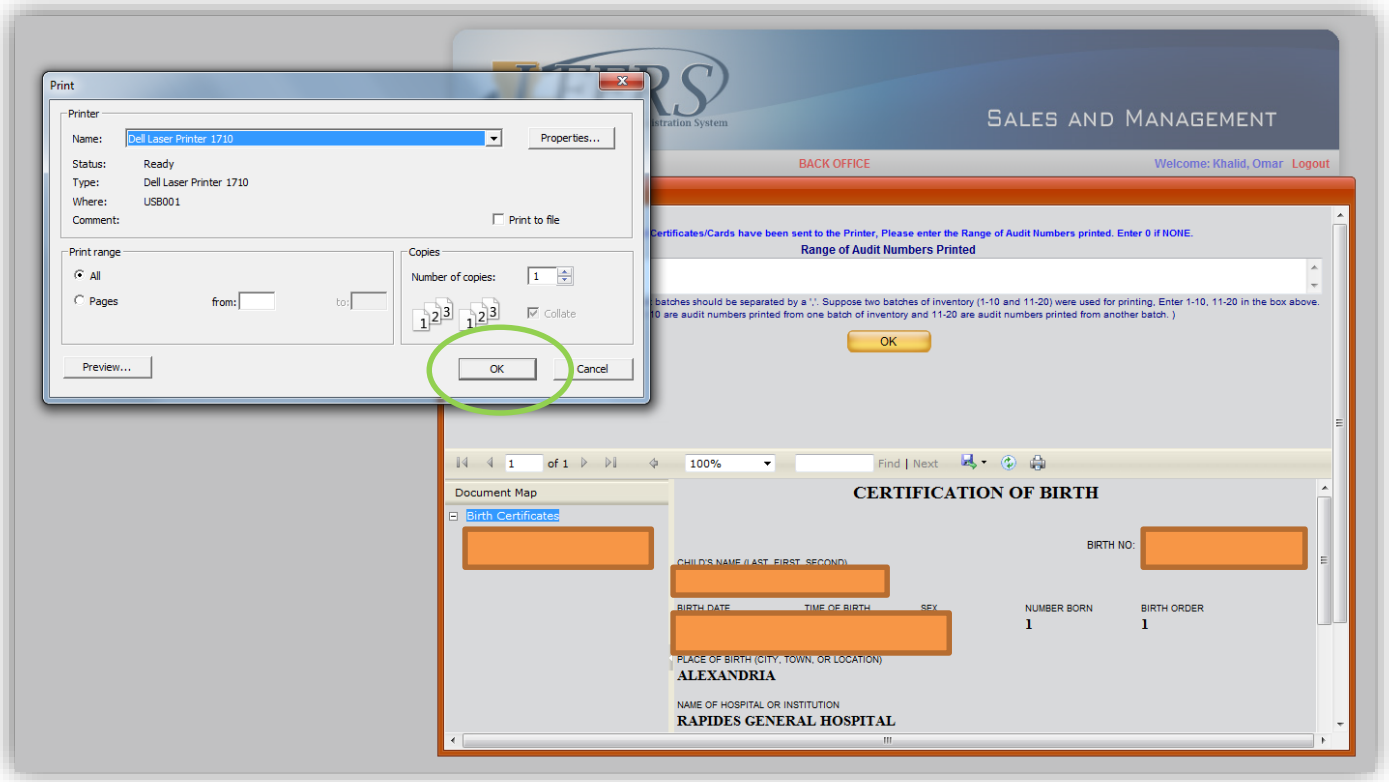 Print
Printer
Name: Dell Laser Printer 1710 Properties...
Status: Ready
Type: Dell Laser Printer 1710
Where: USB001
Comment: Print to file
Print range
All
Pages from: to:
Copies
Number of copies: 1
1 2 3 1 2 3 Collate
Preview... OK Cancel
RS
istration System
SALES AND MANAGEMENT
BACK OFFICE Welcome: Khalid, Omar Logout
Certificates/Cards have been sent to the Printer, Please enter the Range of Audit Numbers printed. Enter 0 if NONE.
Range of Audit Numbers Printed
batches should be separated by a ','. Suppose two batches of inventory (1-10 and 11-20) were used for printing, Enter 1-10, 11-20 in the box above.
10 are audit numbers printed from one batch of inventory and 11-20 are audit numbers printed from another batch. )
OK
1 of 1 100% Find | Next
Document Map
Birth Certificates
CERTIFICATION OF BIRTH
BIRTH NO:
CHILD'S NAME (LAST, FIRST, SECOND)
BIRTH DATE TIME OF BIRTH SEX NUMBER BORN BIRTH ORDER
1 1
PLACE OF BIRTH (CITY, TOWN, OR LOCATION)
ALEXANDRIA
NAME OF HOSPITAL OR INSTITUTION
RAPIDES GENERAL HOSPITAL